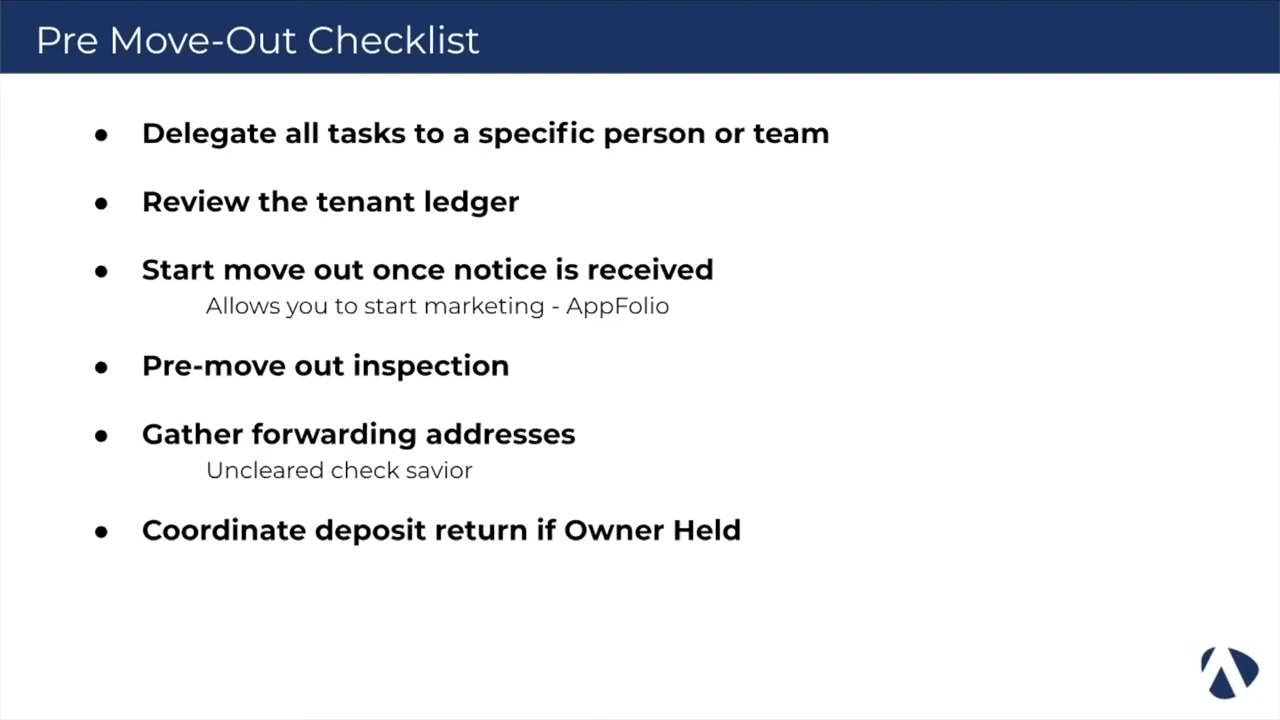 Pre Move-Out Checklist
● Delegate all tasks to a specific person or team
● Review the tenant ledger
● Start move out once notice is received
Allows you to start marketing - AppFolio
● Pre-move out inspection
● Gather forwarding addresses
Uncleared check savior
● Coordinate deposit return if Owner Held